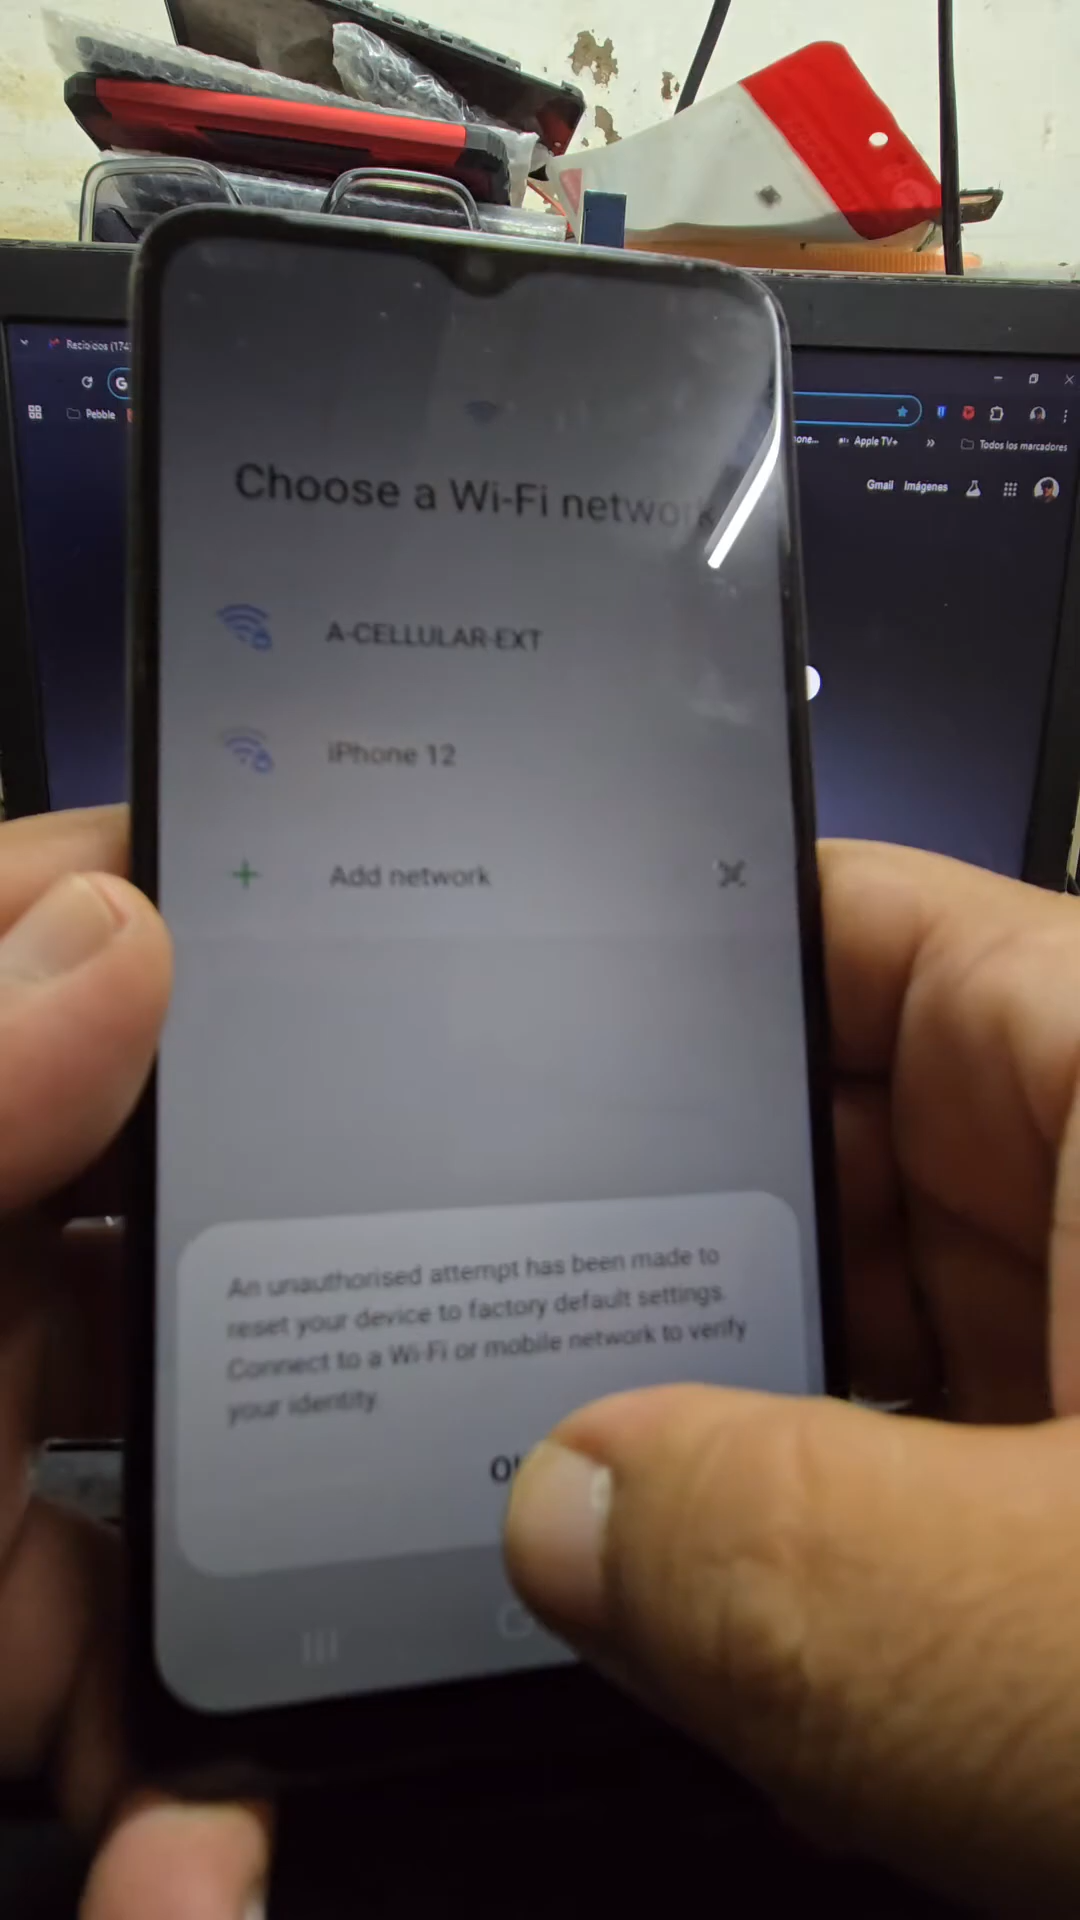 Pebble
Apple TV+
»
Todos los marcadores
Gmail
Imágenes
G
Choose a Wi-Fi network
A-CELLULAR-EXT
iPhone 12
+ Add network
An unauthorised attempt has been made to
reset your device to factory default settings.
Connect to a Wi-Fi or mobile network to verify
your identity.